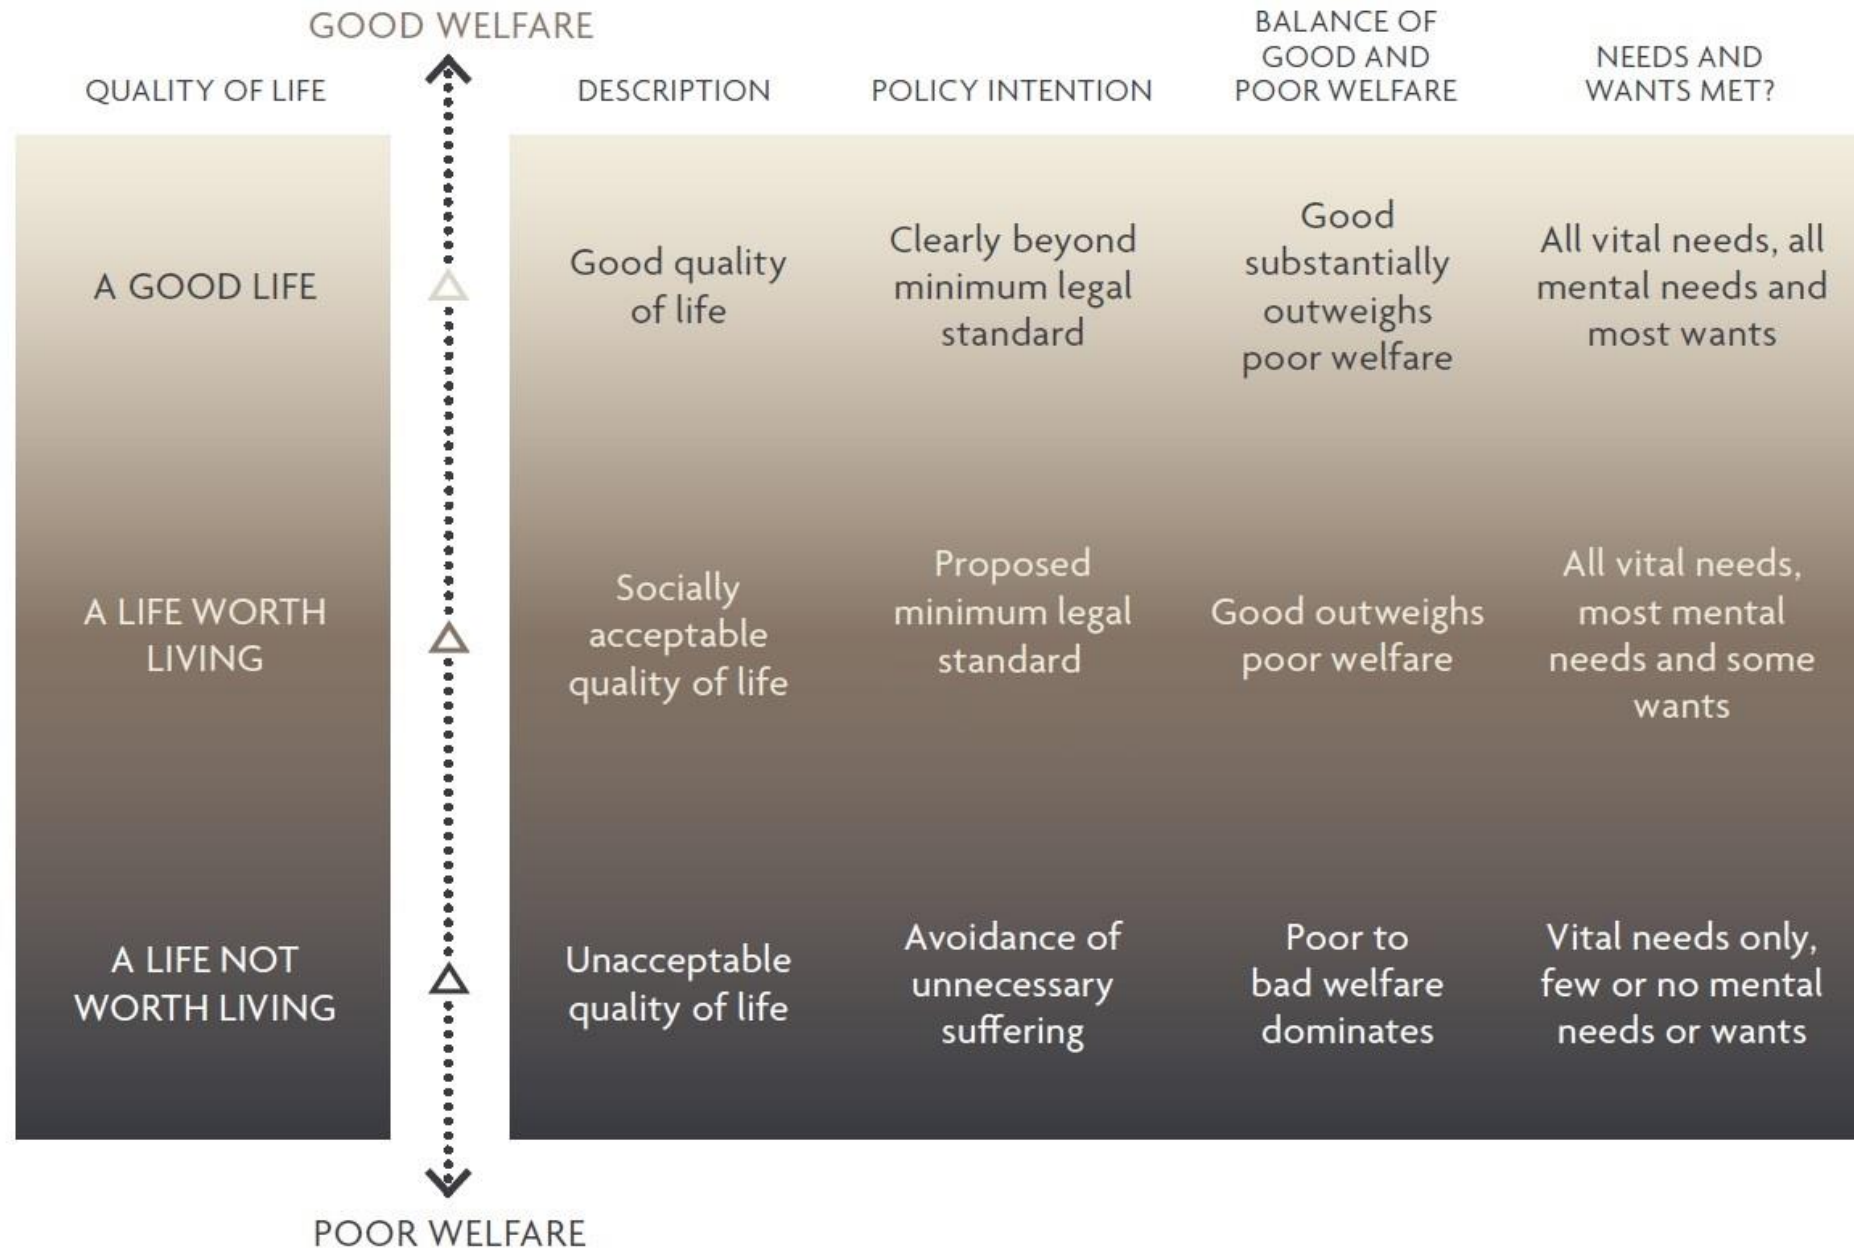 GOOD WELFARE
QUALITY OF LIFE
DESCRIPTION
POLICY INTENTION
BALANCE OF
GOOD AND
POOR WELFARE
NEEDS AND
WANTS MET?
A GOOD LIFE
Good quality
of life
Clearly beyond
minimum legal
standard
Good
substantially
outweighs
poor welfare
All vital needs, all
mental needs and
most wants
A LIFE WORTH
LIVING
Socially
acceptable
quality of life
Proposed
minimum legal
standard
Good outweighs
poor welfare
All vital needs,
most mental
needs and some
wants
A LIFE NOT
WORTH LIVING
Unacceptable
quality of life
Avoidance of
unnecessary
suffering
Poor to
bad welfare
dominates
Vital needs only,
few or no mental
needs or wants
POOR WELFARE